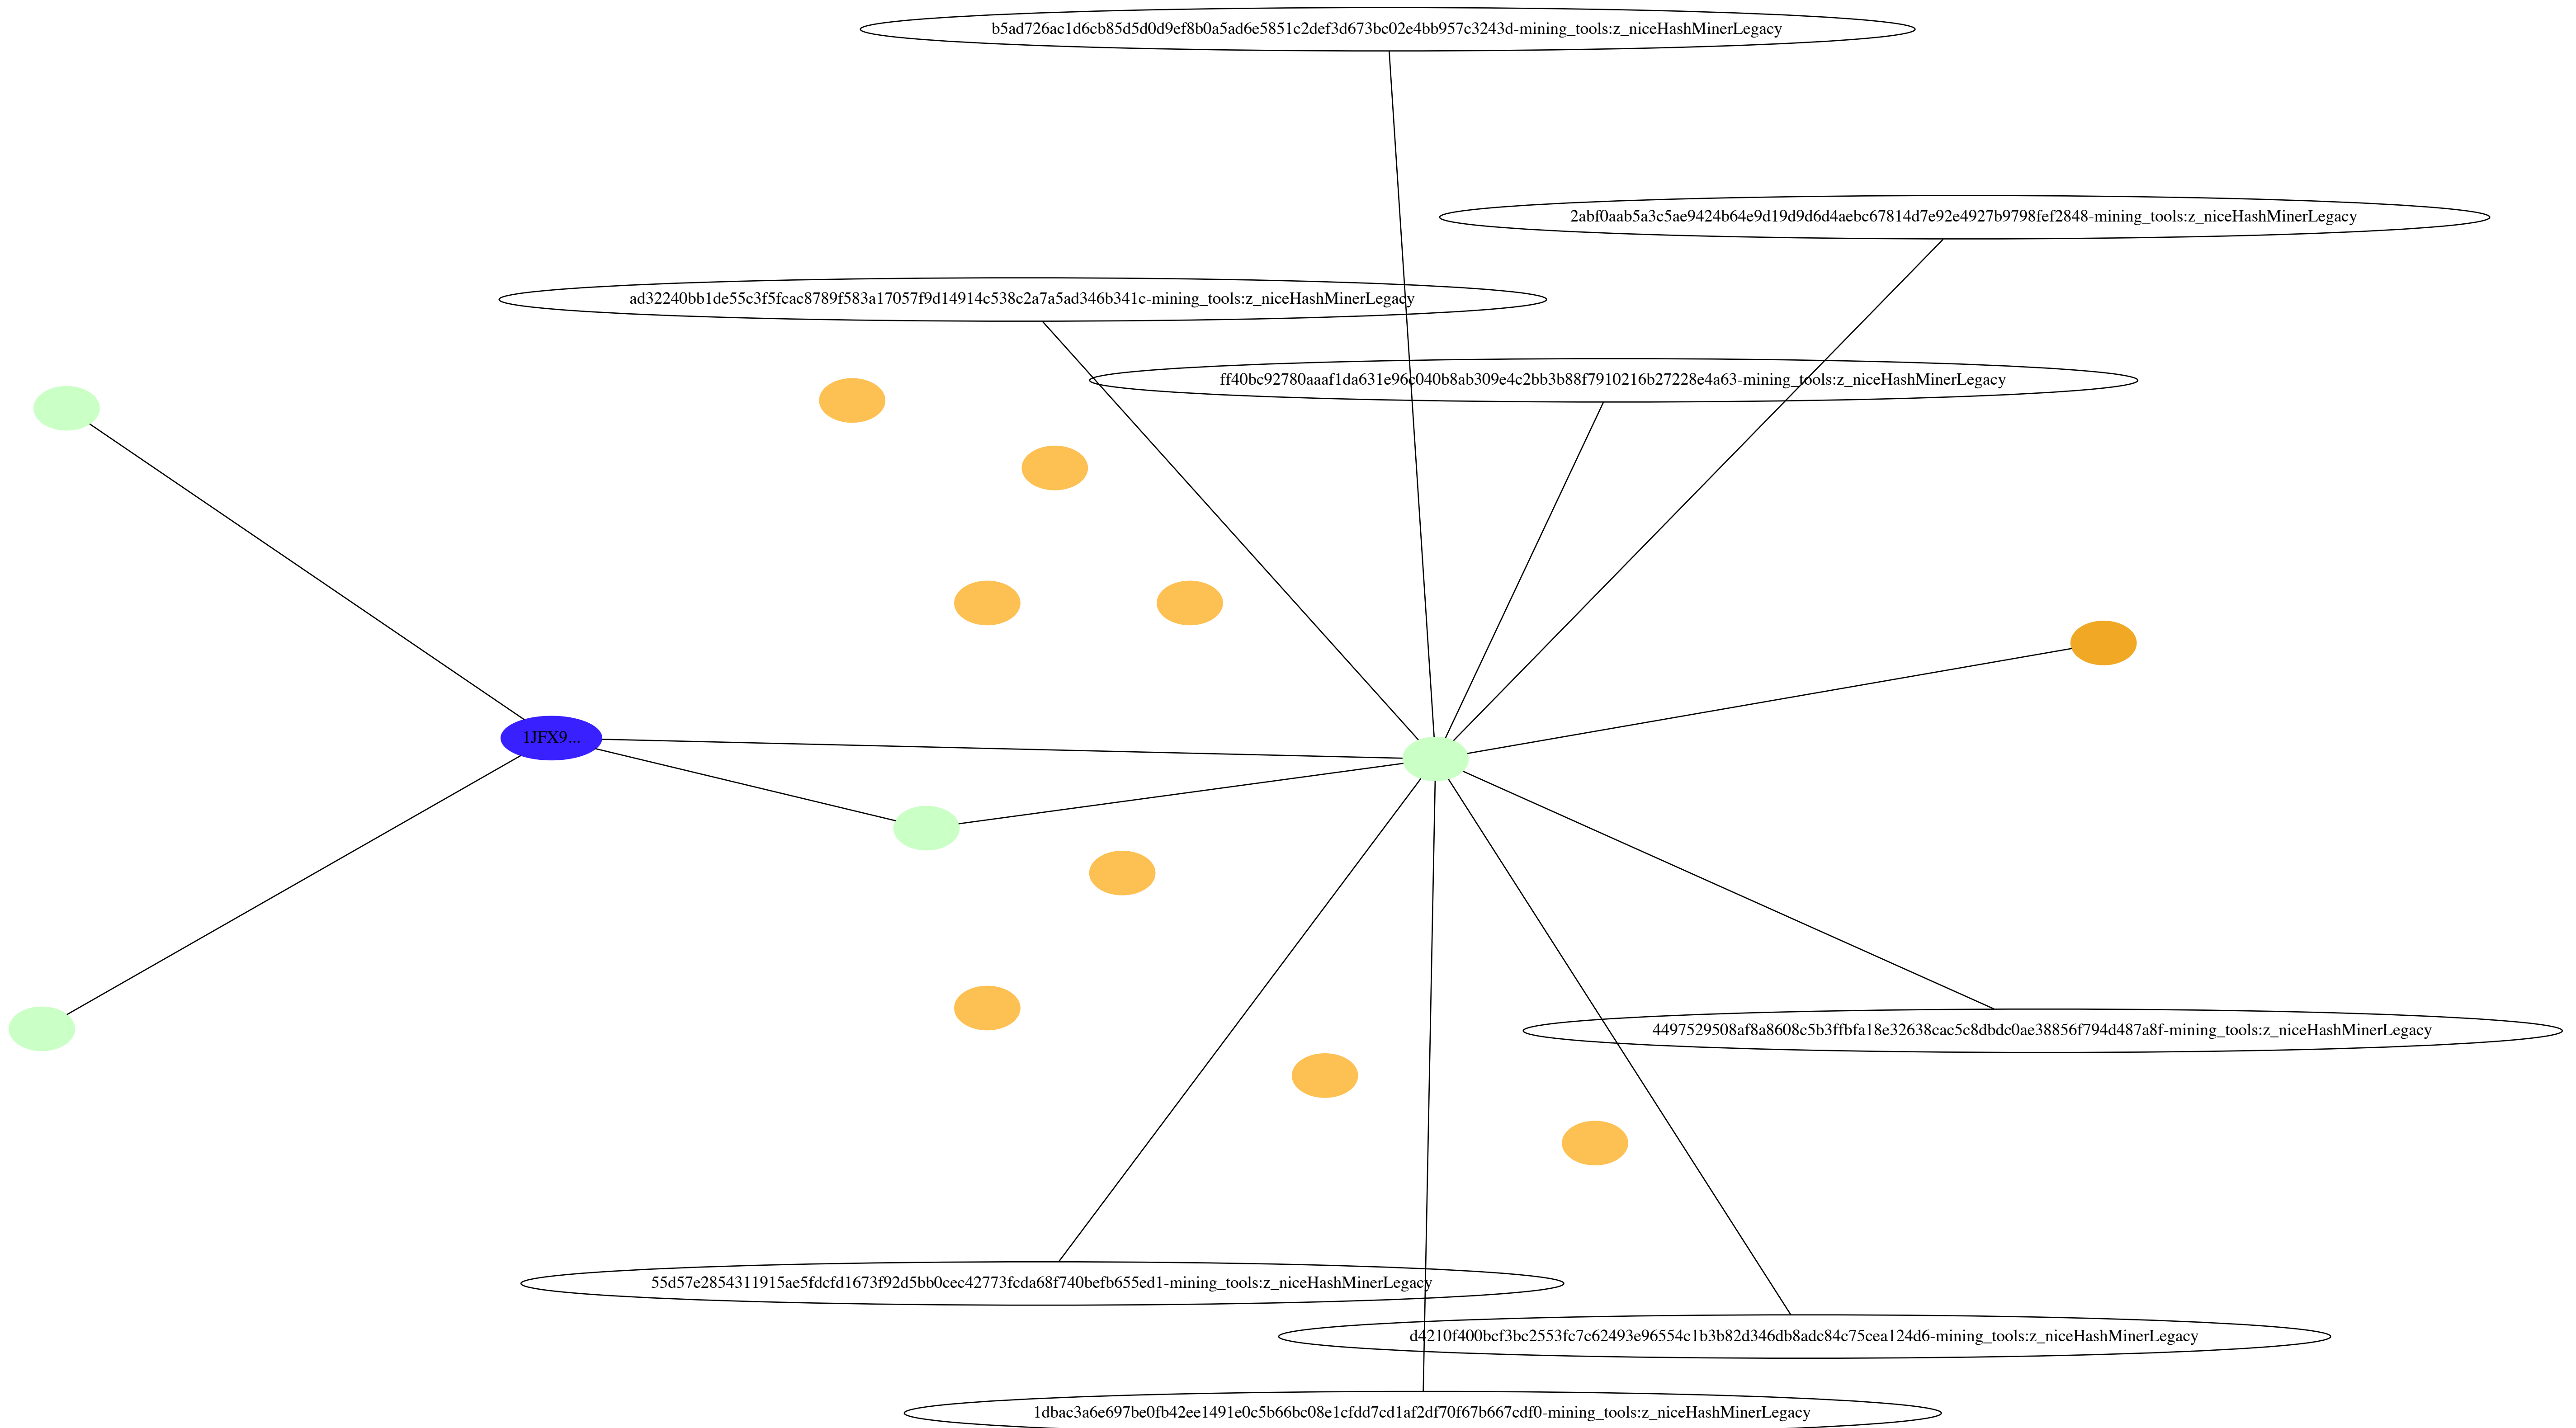 b5ad726ac1d6cb85d5d0d9ef8b0a5ad6e5851c2def3d673bc02e4bb957c3243d-mining_tools:z_niceHashMinerLegacy
2abf0aab5a3c5ae9424b64e9d19d9d6d4aebc67814d7e92e4927b9798fef2848-mining_tools:z_niceHashMinerLegacy
ad32240bb1de55c3f5fcac8789f583a17057f9d14914c538c2a7a5ad346b341c-mining_tools:z_niceHashMinerLegacy
ff40bc92780aaaf1da631e96c040b8ab309e4c2bb3b88f7910216b27228e4a63-mining_tools:z_niceHashMinerLegacy
1JFX9...
4497529508af8a8608c5b3ffbfa18e32638cac5c8dbdc0ae38856f794d487a8f-mining_tools:z_niceHashMinerLegacy
55d57e2854311915ae5fdcfd1673f92d5bb0cec42773fcda68f740befb655ed1-mining_tools:z_niceHashMinerLegacy
d4210f400bcf3bc2553fc7c62493e96554c1b3b82d346db8adc84c75cea124d6-mining_tools:z_niceHashMinerLegacy
1dbac3a6e697be0fb42ee1491e0c5b66bc08e1cfdd7cd1af2df70f67b667cdf0-mining_tools:z_niceHashMinerLegacy